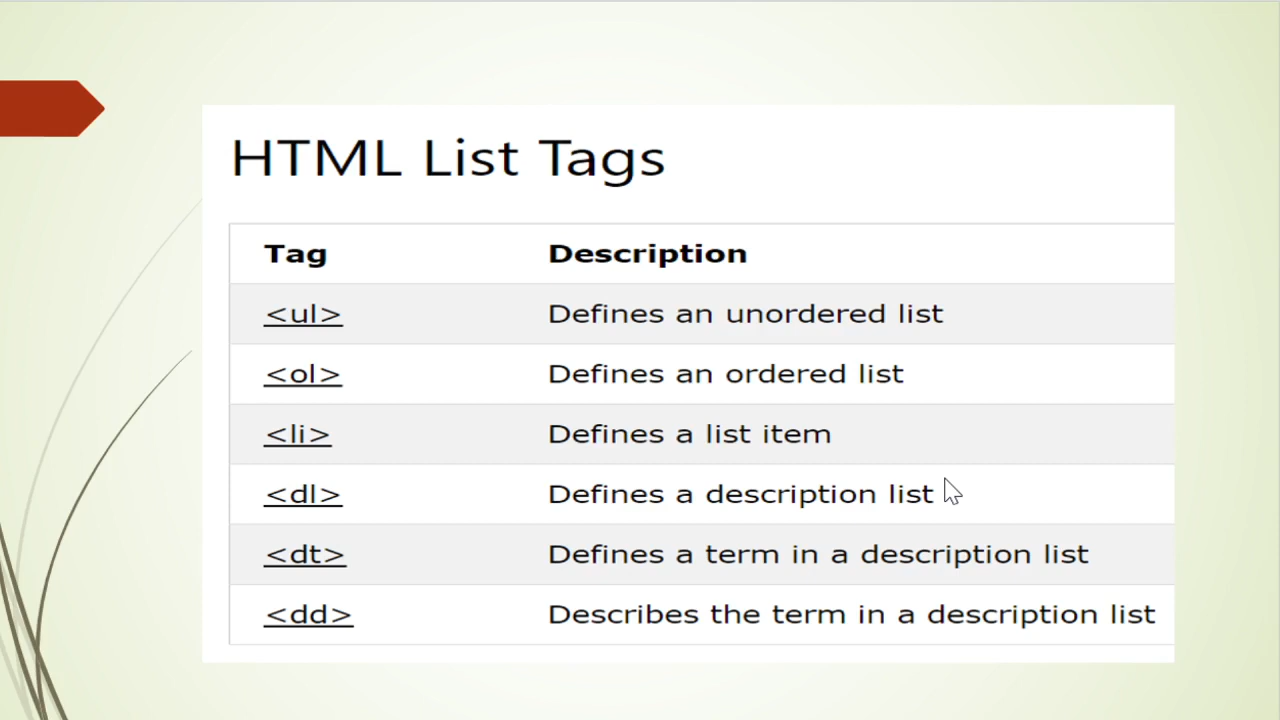 HTML List Tags
Tag Description
<ul> Defines an unordered list
<ol> Defines an ordered list
<li> Defines a list item
<dl> Defines a description list
<dt> Defines a term in a description list
<dd> Describes the term in a description list